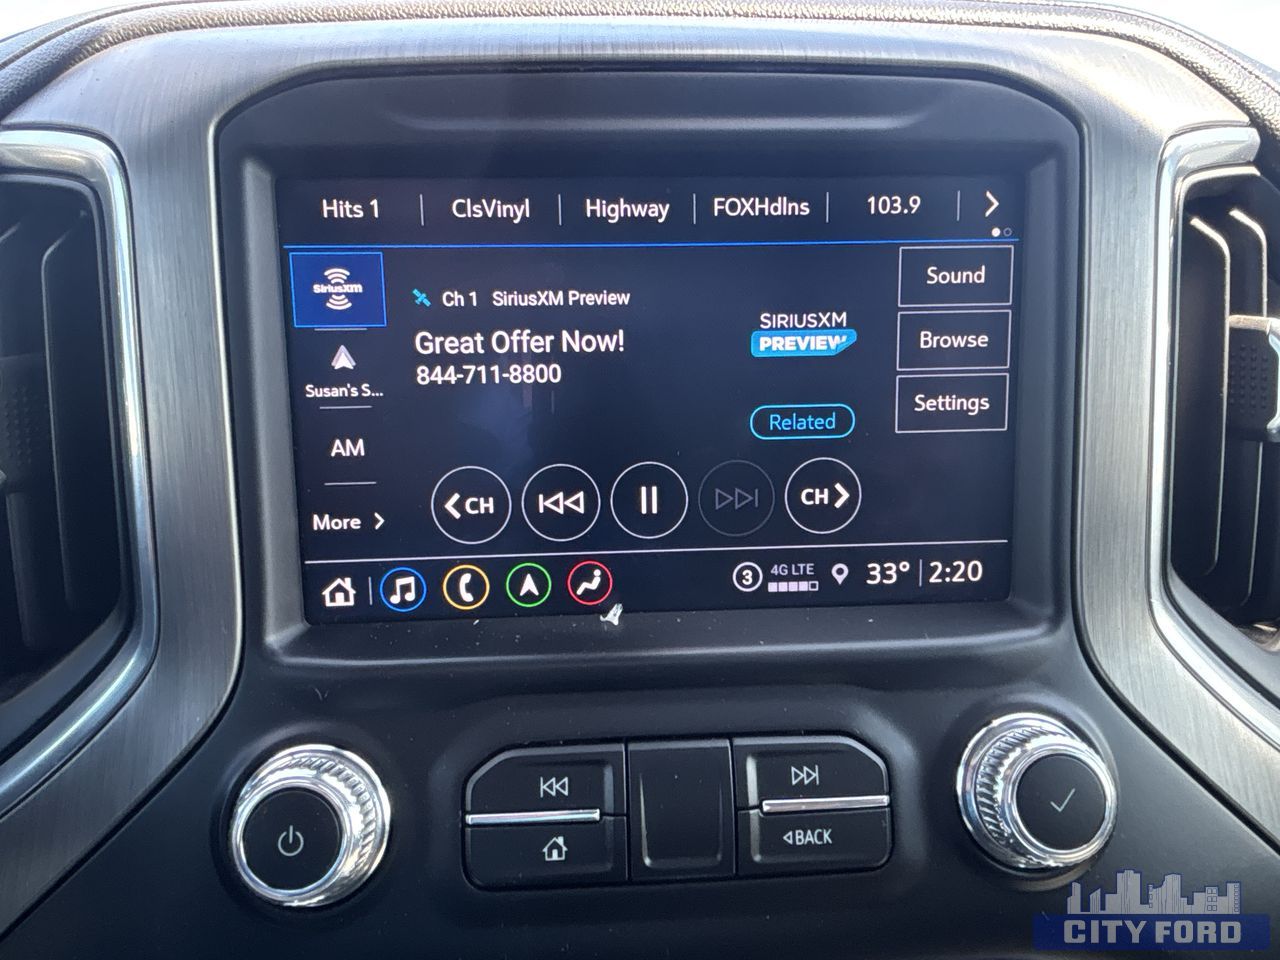 Hits 1 ClsVinyl Highway FOXHdlns 103.9
SiriusXM
Ch 1 SiriusXM Preview
Great Offer Now!
844-711-8800
SIRIUSXM
PREVIEW
Related
Sound
Browse
Settings
Susan's S...
AM
More
CH
CH
3 4G LTE 33° 2:20
BACK
CITY FORD